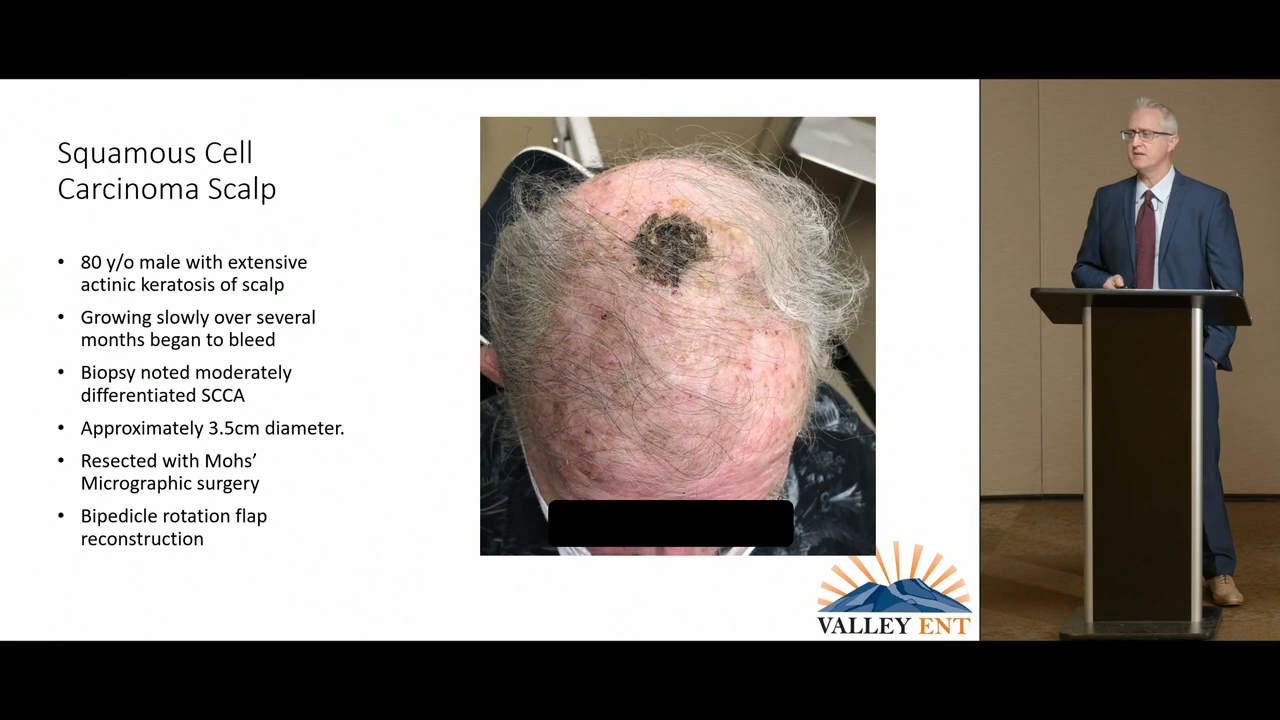 Squamous Cell
Carcinoma Scalp
• 80 y/o male with extensive
actinic keratosis of scalp
• Growing slowly over several
months began to bleed
• Biopsy noted moderately
differentiated SCCA
• Approximately 3.5cm diameter.
• Resected with Mohs’
Micrographic surgery
• Bipedicle rotation flap
reconstruction
VALLEY ENT